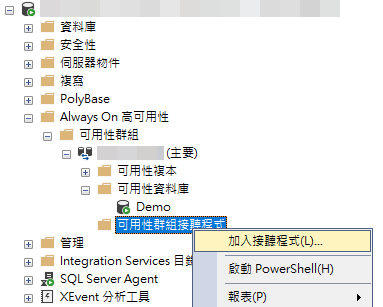 資料庫
安全性
伺服器物件
複寫
PolyBase
Always On 高可用性
可用性群組
(主要)
可用性複本
可用性資料庫
Demo
可用性群組接聽程式
加入接聽程式(L)...
管理
Integration Services 目錄
啟動 PowerShell(H)
SQL Server Agent
報表(P)
XEvent 分析工具